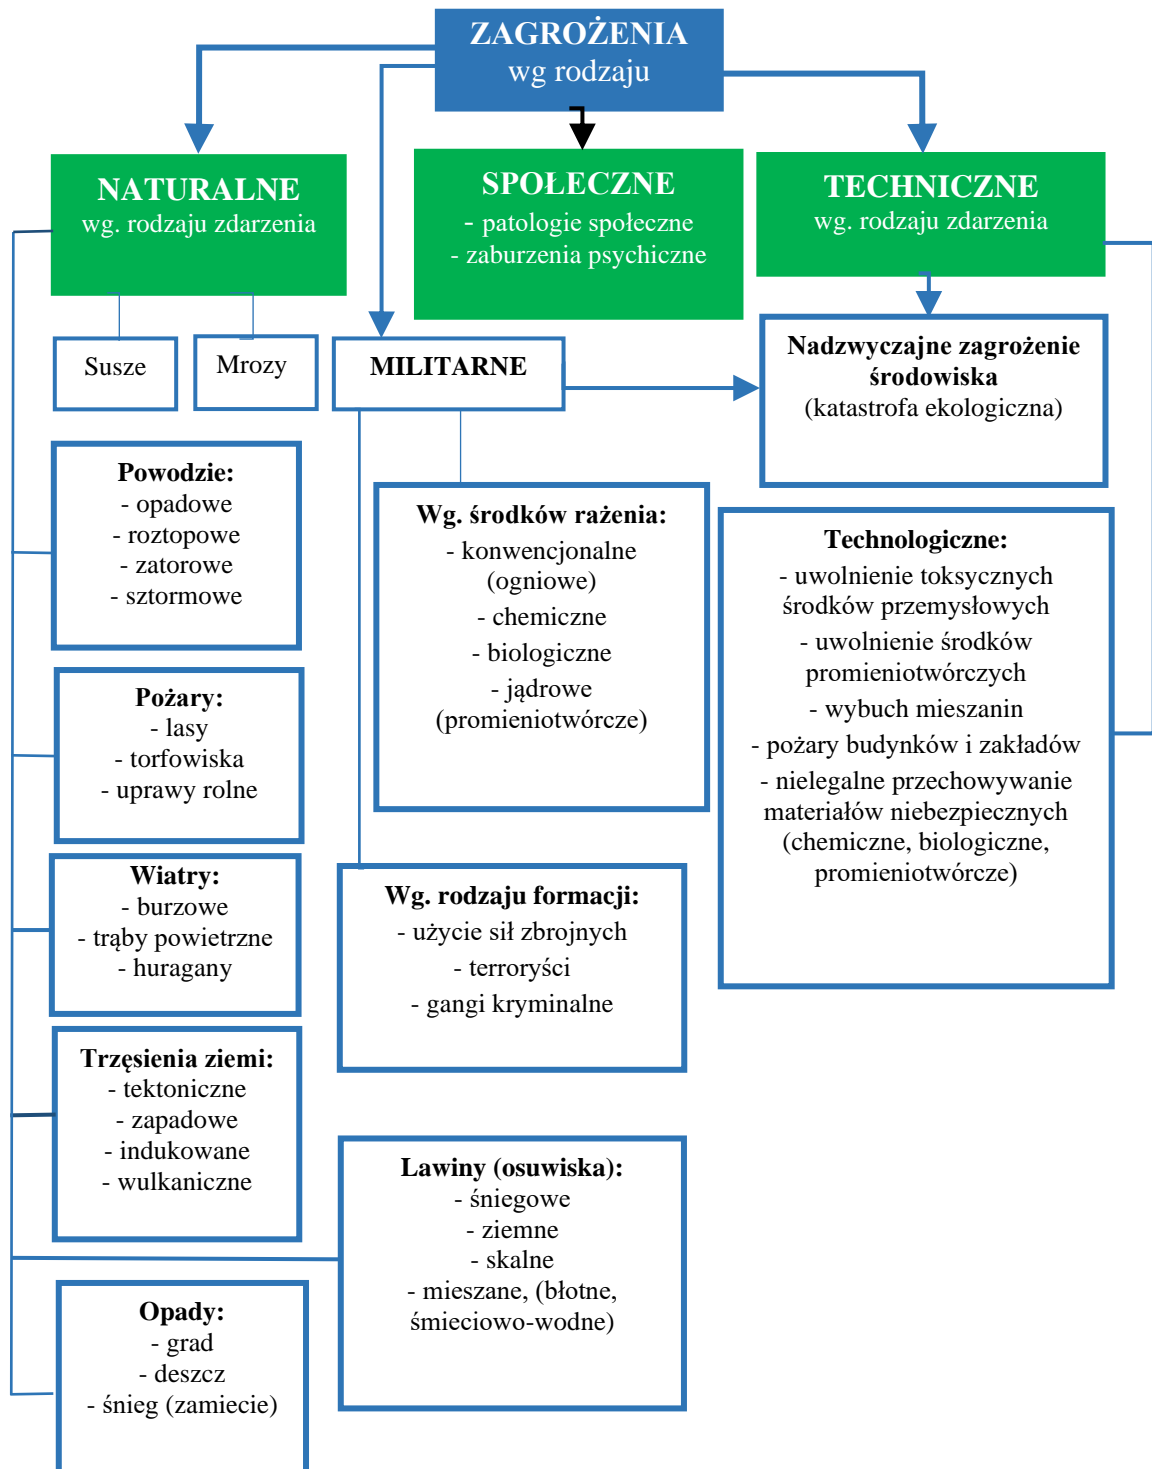 ZAGROŻENIA
wg rodzaju
NATURALNE
wg. rodzaju zdarzenia
SPOŁECZNE
- patologie społeczne
- zaburzenia psychiczne
TECHNICZNE
wg. rodzaju zdarzenia
Susze
Mrozy
MILITARNE
Nadzwyczajne zagrożenie
środowiska
(katastrofa ekologiczna)
Powodzie:
- opadowe
- roztopowe
- zatorowe
- sztormowe
Wg. środków rażenia:
- konwencjonalne
(ogniowe)
- chemiczne
- biologiczne
- jądrowe
(promieniotwórcze)
Technologiczne:
- uwolnienie toksycznych
środków przemysłowych
- uwolnienie środków
promieniotwórczych
- wybuch mieszanin
- pożary budynków i zakładów
- nielegalne przechowywanie
materiałów niebezpiecznych
(chemiczne, biologiczne,
promieniotwórcze)
Pożary:
- lasy
- torfowiska
- uprawy rolne
Wiatry:
- burzowe
- trąby powietrzne
- huragany
Wg. rodzaju formacji:
- użycie sił zbrojnych
- terroryści
- gangi kryminalne
Trzęsienia ziemi:
- tektoniczne
- zapadowe
- indukowane
- wulkaniczne
Lawiny (osuwiska):
- śniegowe
- ziemne
- skalne
- mieszane, (błotne,
śmieciowo-wodne)
Opady:
- grad
- deszcz
- śnieg (zamiecie)